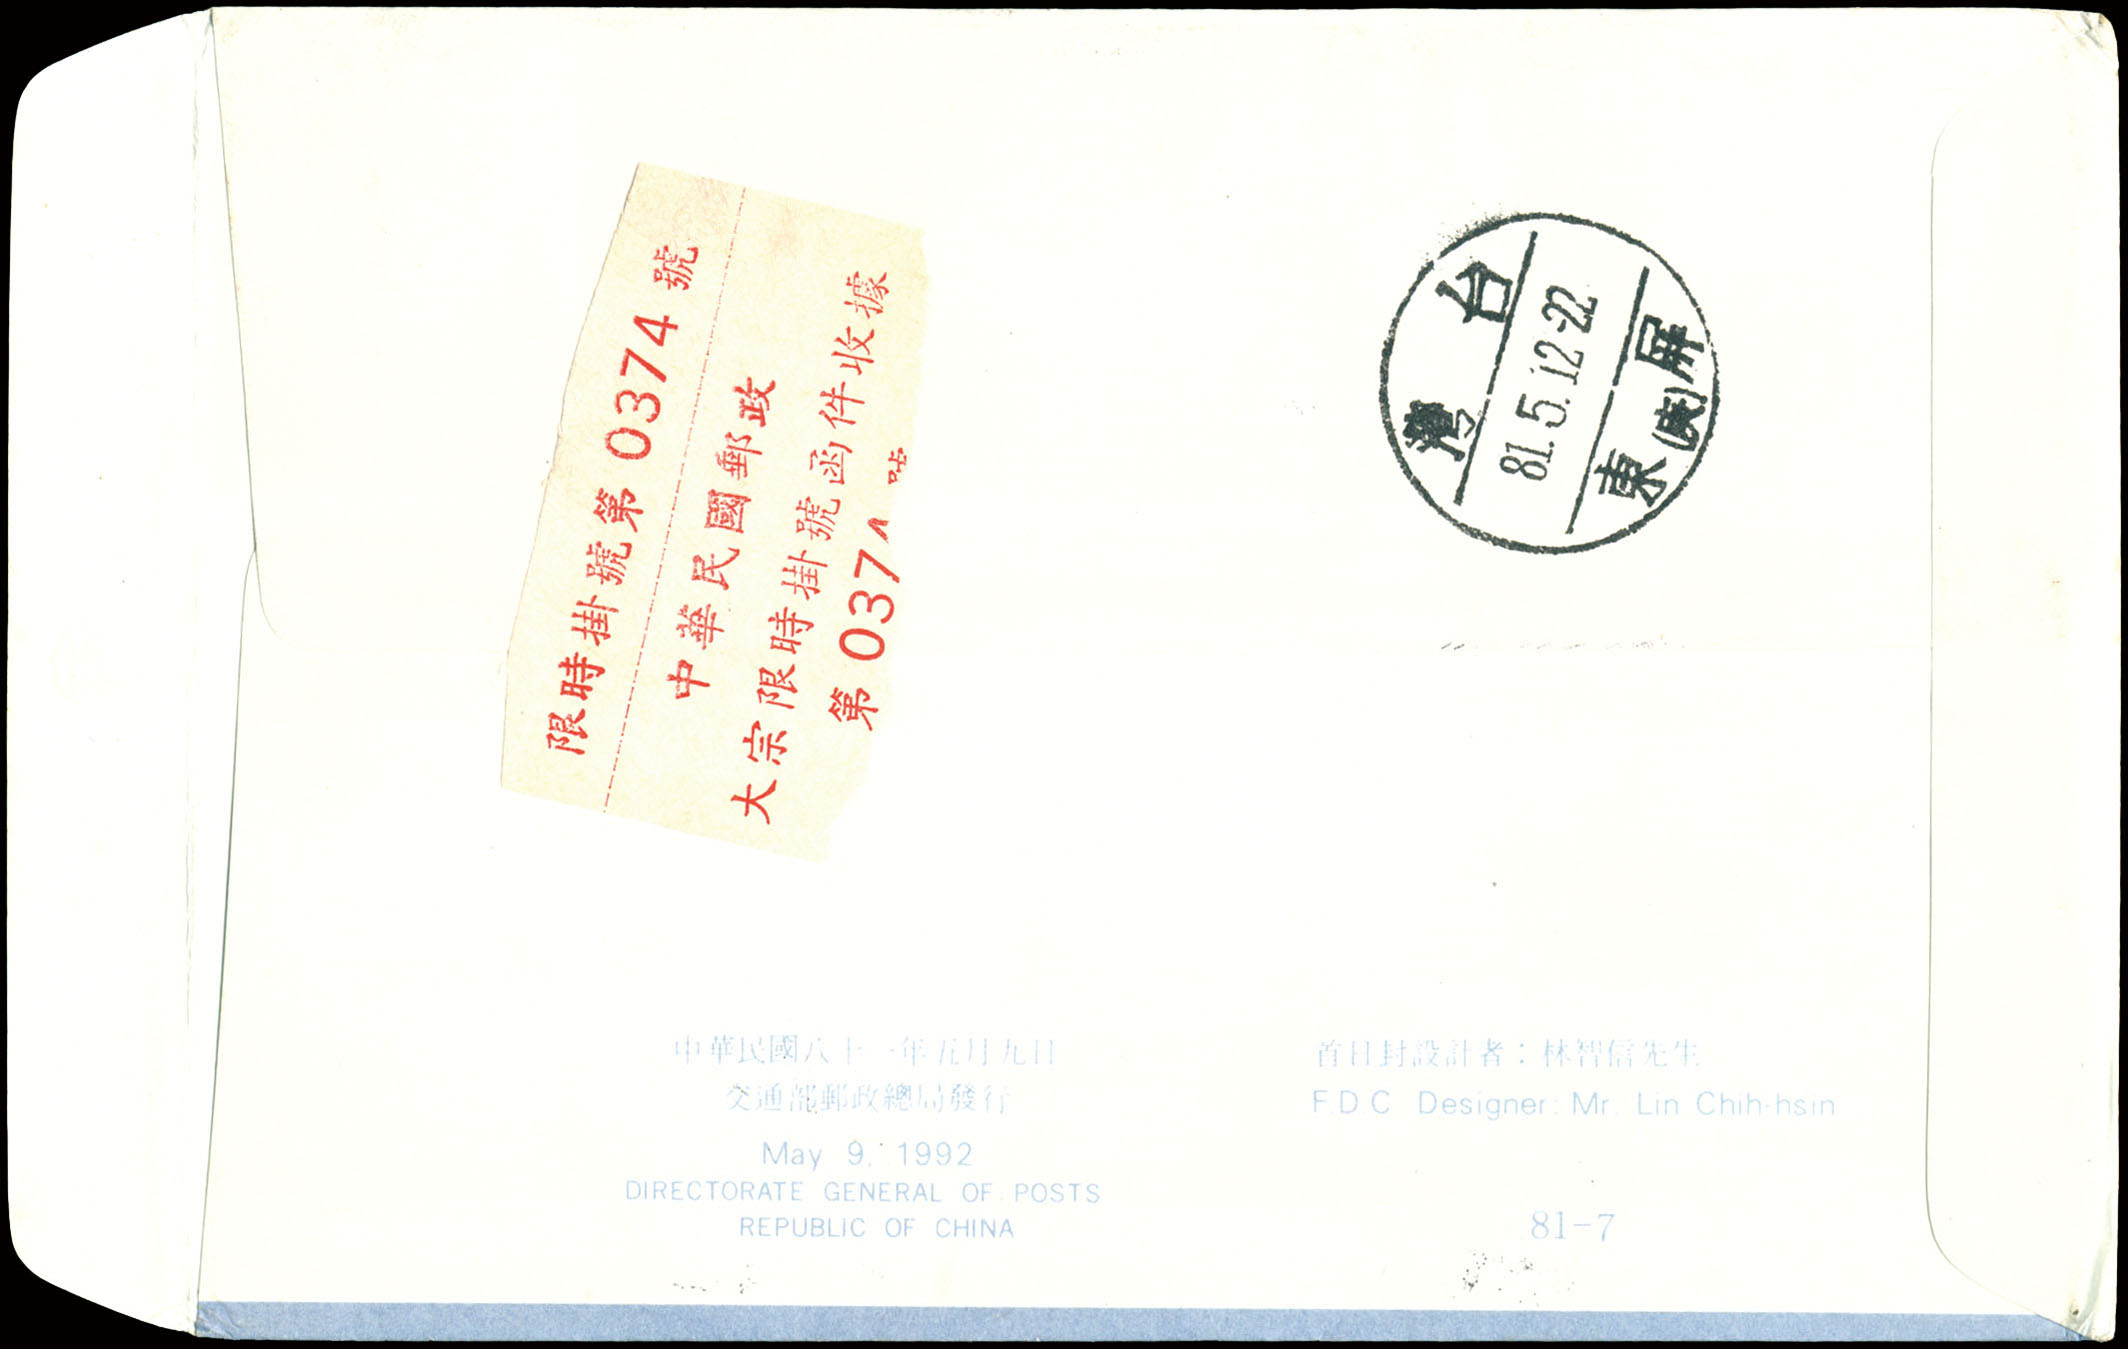 限時掛號第 0374 號
中華民國郵政
大宗限時掛號函件收據
第 0374 號
台灣
81.5.12-22
屏東
中華民國八十一年五月九日
交通部郵政總局發行
May 9, 1992
DIRECTORATE GENERAL OF POSTS
REPUBLIC OF CHINA
首日封設計者：林智信先生
F.D.C Designer: Mr. Lin Chih-hsin
81-7